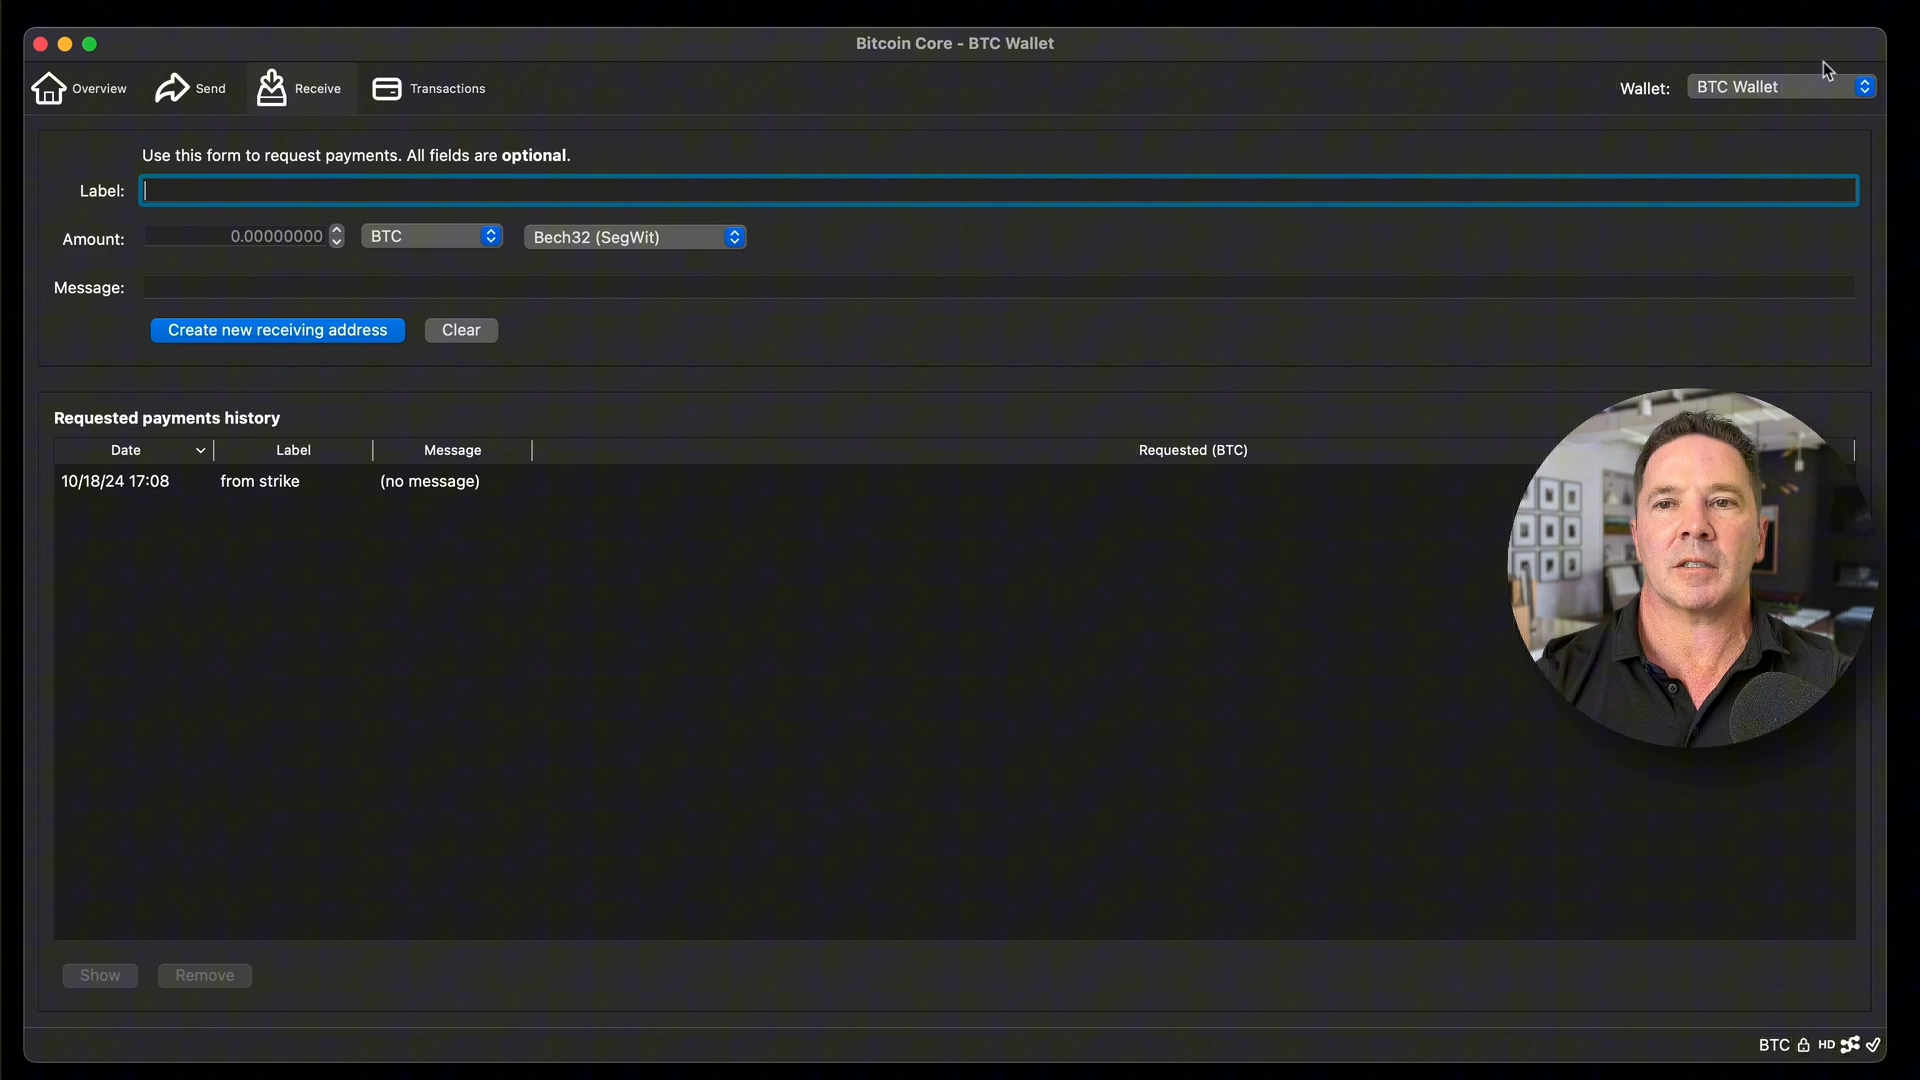 Bitcoin Core - BTC Wallet
Overview
Send
Receive
Transactions
Wallet:
BTC Wallet
Use this form to request payments. All fields are optional.
Label:
Amount:
0.00000000
BTC
Bech32 (SegWit)
Message:
Create new receiving address
Clear
Requested payments history
Date
Label
Message
Requested (BTC)
10/18/24 17:08
from strike
(no message)
Show
Remove
BTC
HD